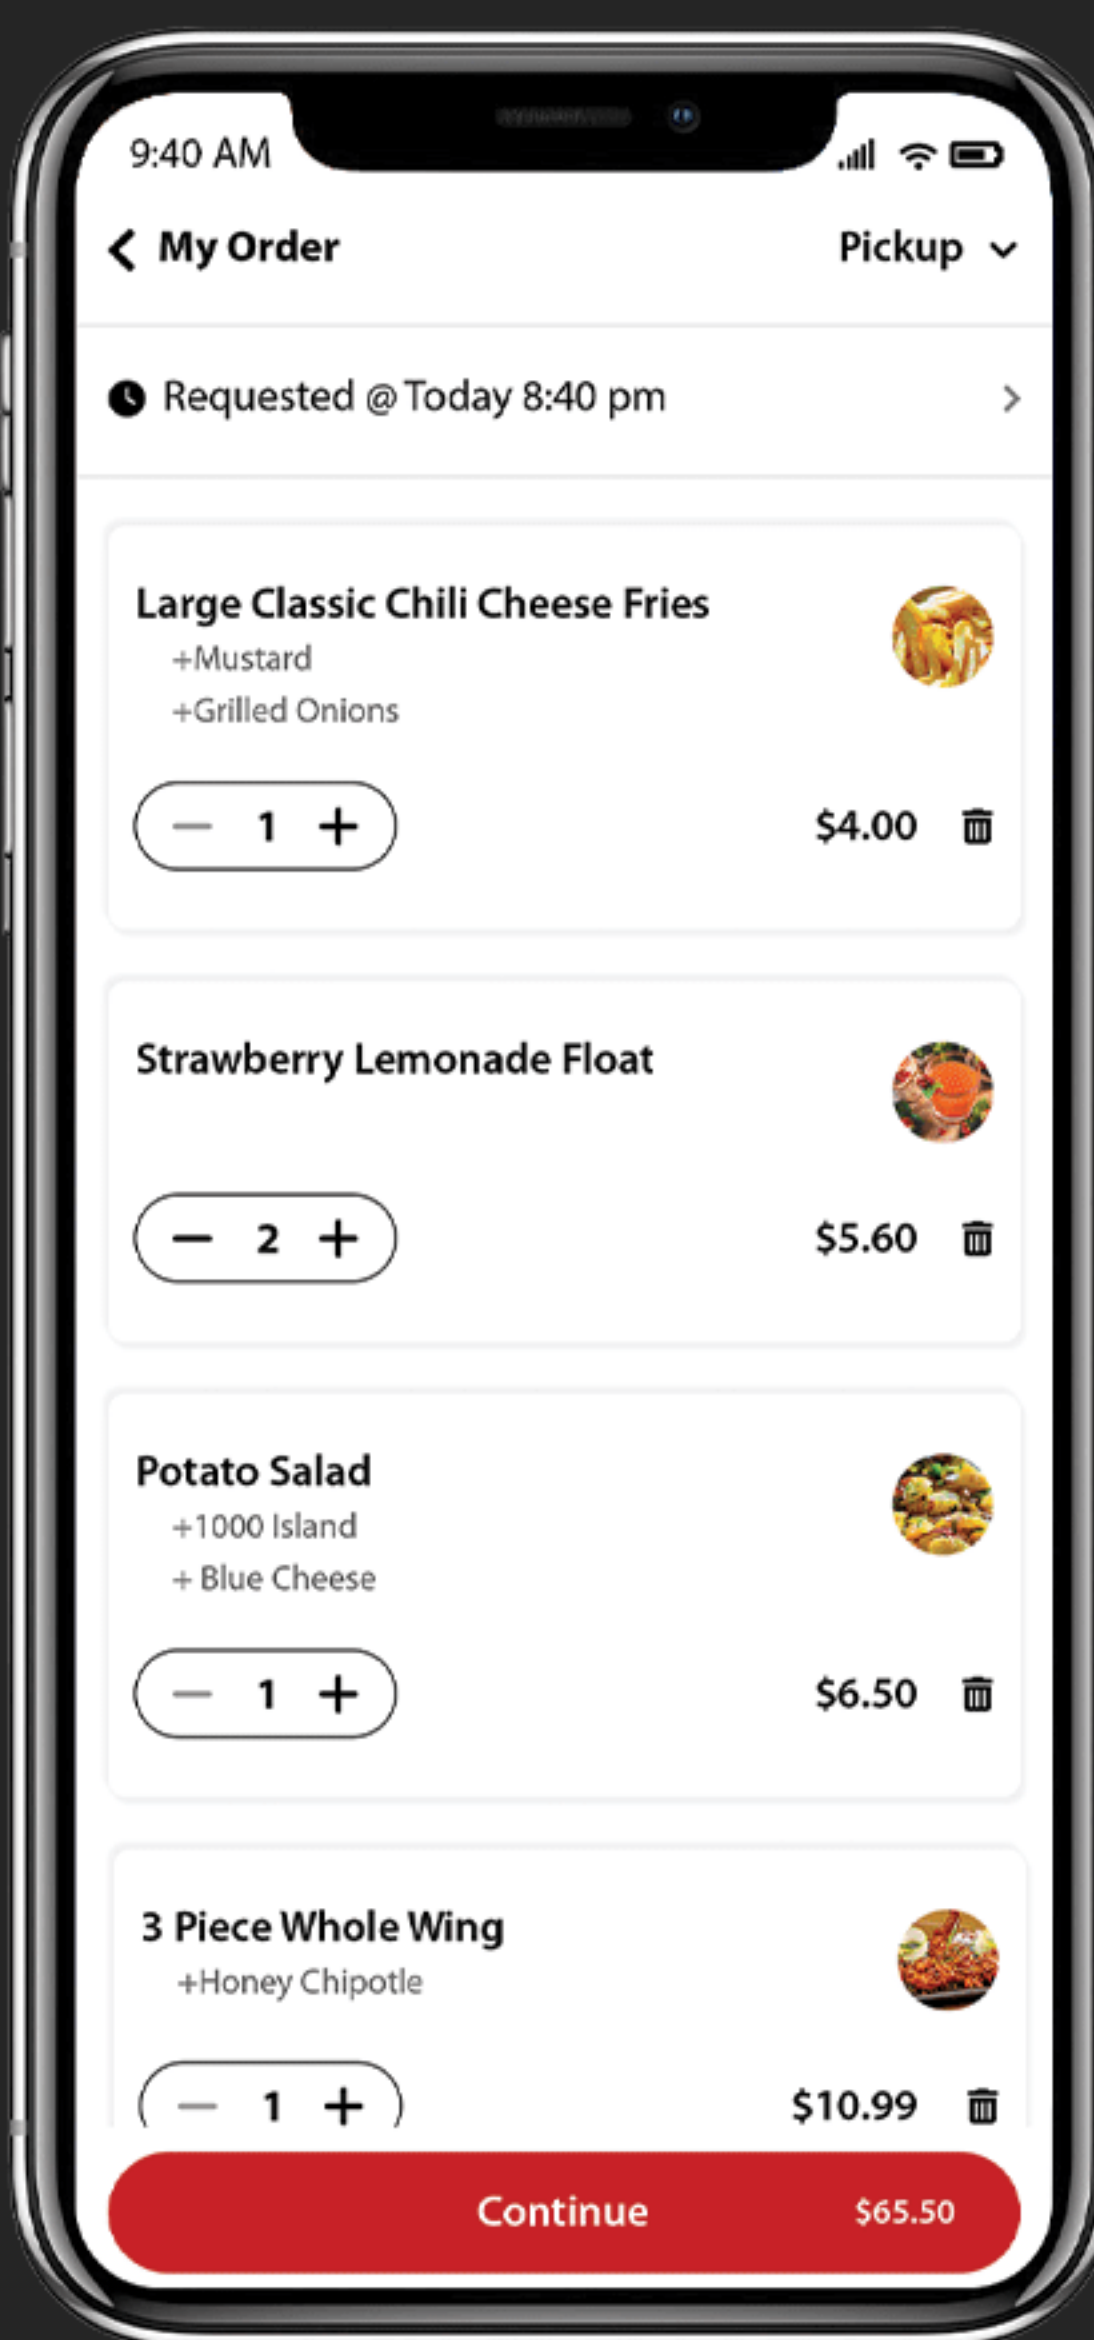 9:40 AM
My Order Pickup
Requested @ Today 8:40 pm
Large Classic Chili Cheese Fries
+Mustard
+Grilled Onions
1 $4.00
Strawberry Lemonade Float
2 $5.60
Potato Salad
+1000 Island
+ Blue Cheese
1 $6.50
3 Piece Whole Wing
+Honey Chipotle
1 $10.99
Continue $65.50